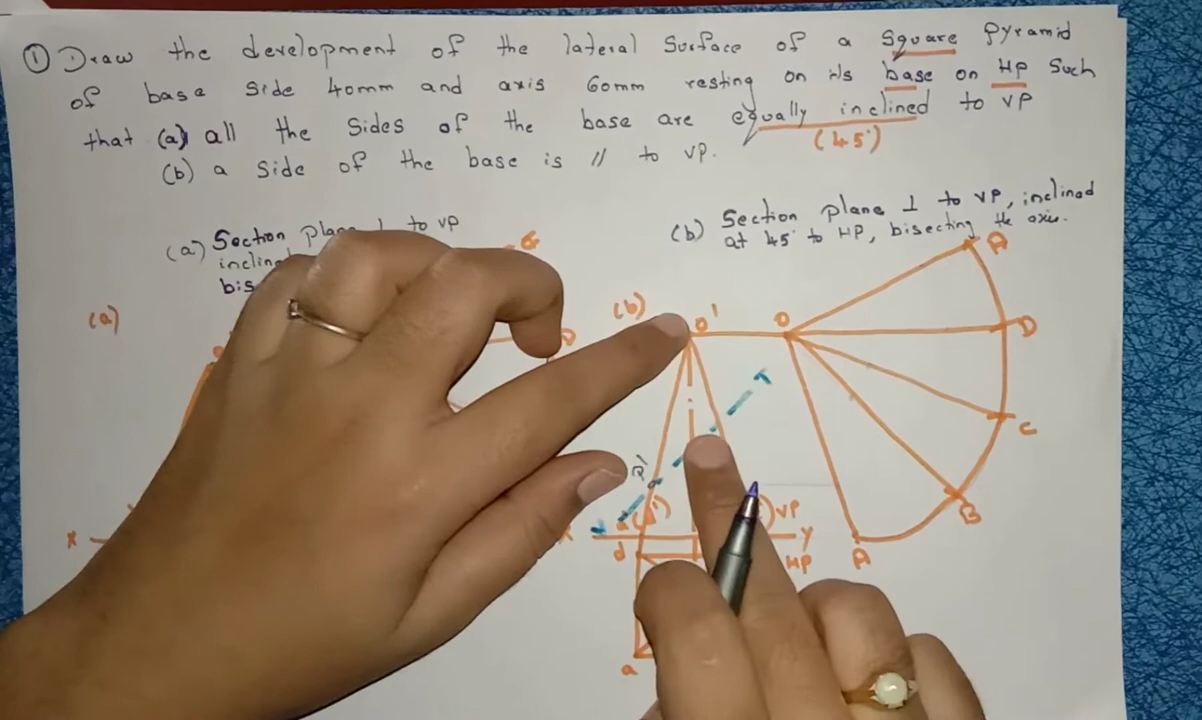 ① Draw the development of the lateral Surface of a Square Pyramid
of base side 40mm and axis 60mm resting on its base on HP Such
that (a) all the Sides of the base are equally inclined to VP
(45°)
(b) a side of the base is // to VP.
(a) Section plane ⊥ to VP
(b) Section plane ⊥ to VP, inclined
at 45° to HP, bisecting the axis.
(a)
(b)
O'
O
A
D
C
B
A
D
X
Y
VP
HP
d
a